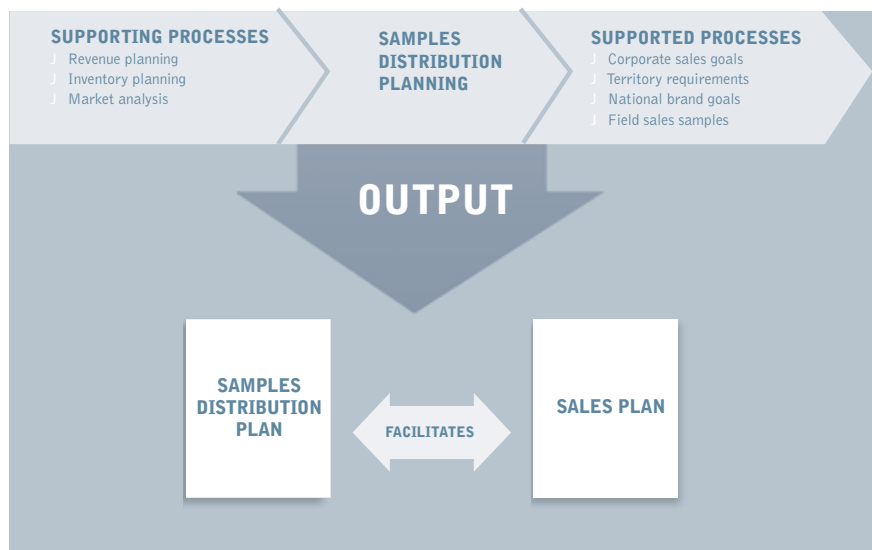 SUPPORTING PROCESSES
Revenue planning
Inventory planning
Market analysis
SAMPLES
DISTRIBUTION
PLANNING
SUPPORTED PROCESSES
Corporate sales goals
Territory requirements
National brand goals
Field sales samples
OUTPUT
SAMPLES
DISTRIBUTION
PLAN
FACILITATES
SALES PLAN